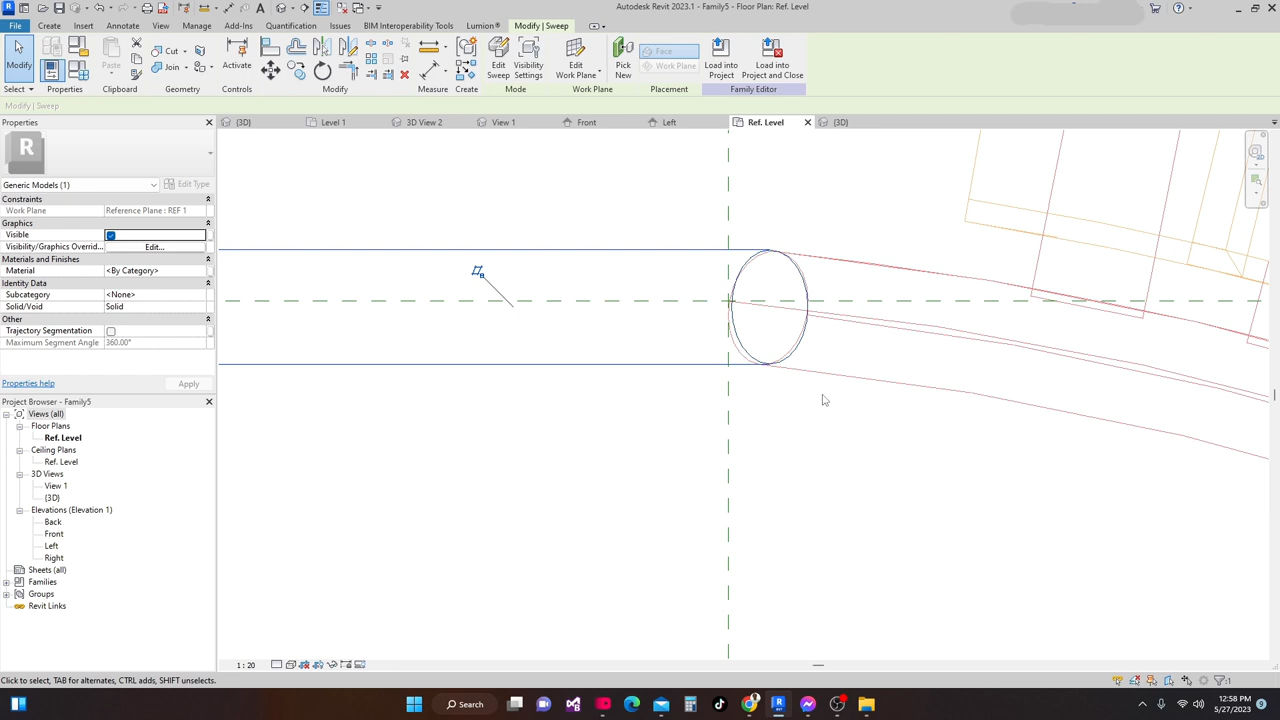 Autodesk Revit 2023.1 - Family5 - Floor Plan: Ref. Level
File Create Insert Annotate View Manage Add-Ins Quantification Issues BIM Interoperability Tools Lumion® Modify | Sweep
Modify Paste Cut Join Activate Edit Sweep Visibility Settings Edit Work Plane Pick New Face Work Plane Load into Project Load into Project and Close
Select Properties Clipboard Geometry Controls Modify Measure Create Mode Work Plane Placement Family Editor
Modify | Sweep
Properties {3D} Level 1 3D View 2 View 1 Front Left Ref. Level {3D}
R
Generic Models (1) Edit Type
Constraints
Work Plane Reference Plane : REF 1
Graphics
Visible
Visibility/Graphics Overrid... Edit...
Materials and Finishes
Material <By Category>
Identity Data
Subcategory <None>
Solid/Void Solid
Other
Trajectory Segmentation
Maximum Segment Angle 360.00°
Properties help Apply
Project Browser - Family5
Views (all)
Floor Plans
Ref. Level
Ceiling Plans
Ref. Level
3D Views
View 1
{3D}
Elevations (Elevation 1)
Back
Front
Left
Right
Sheets (all)
Families
Groups
Revit Links
1 : 20
Click to select, TAB for alternates, CTRL adds, SHIFT unselects. :1
Search
12:58 PM
5/27/2023